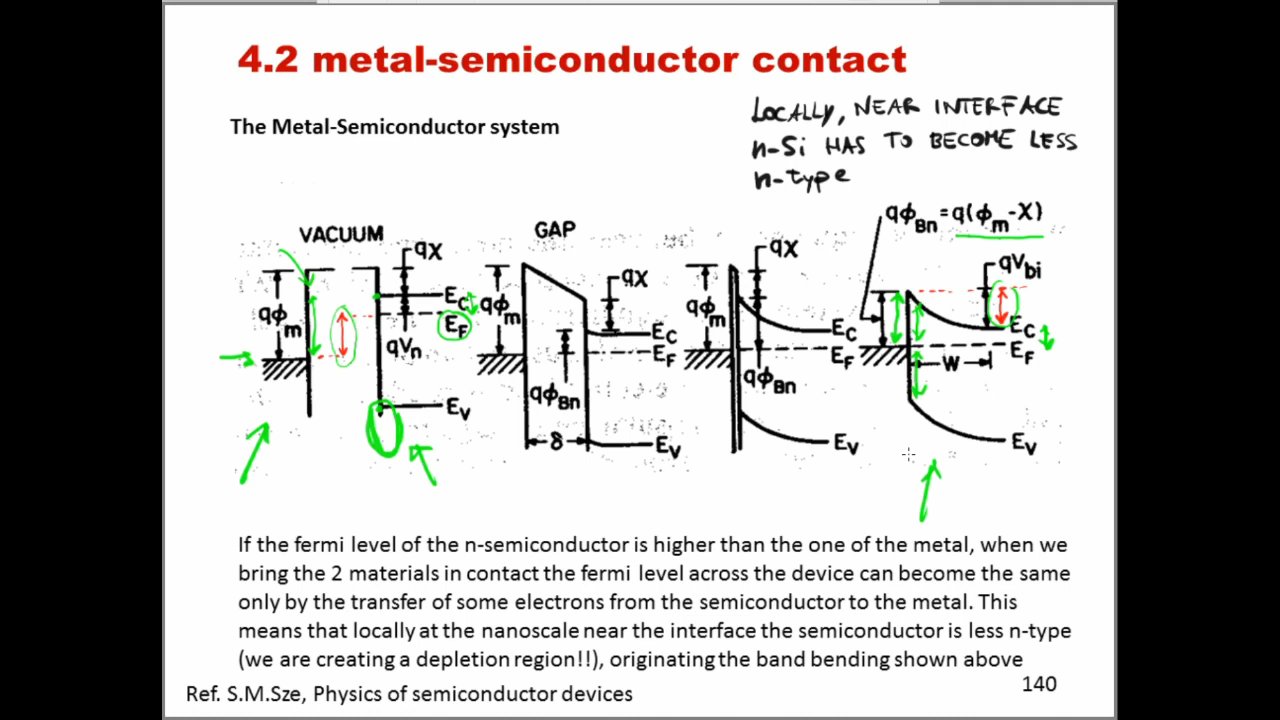 4.2 metal-semiconductor contact
The Metal-Semiconductor system
LOCALLY, NEAR INTERFACE
n-Si HAS TO BECOME LESS
n-type
VACUUM
qX
qϕm
EC
EF
qVn
EV
GAP
qX
qϕm
EC
EF
qϕBn
δ
EV
qX
qϕm
EC
EF
qϕBn
EV
qϕBn=q(ϕm-X)
qVbi
EC
EF
W
EV
If the fermi level of the n-semiconductor is higher than the one of the metal, when we
bring the 2 materials in contact the fermi level across the device can become the same
only by the transfer of some electrons from the semiconductor to the metal. This
means that locally at the nanoscale near the interface the semiconductor is less n-type
(we are creating a depletion region!!), originating the band bending shown above
Ref. S.M.Sze, Physics of semiconductor devices
140